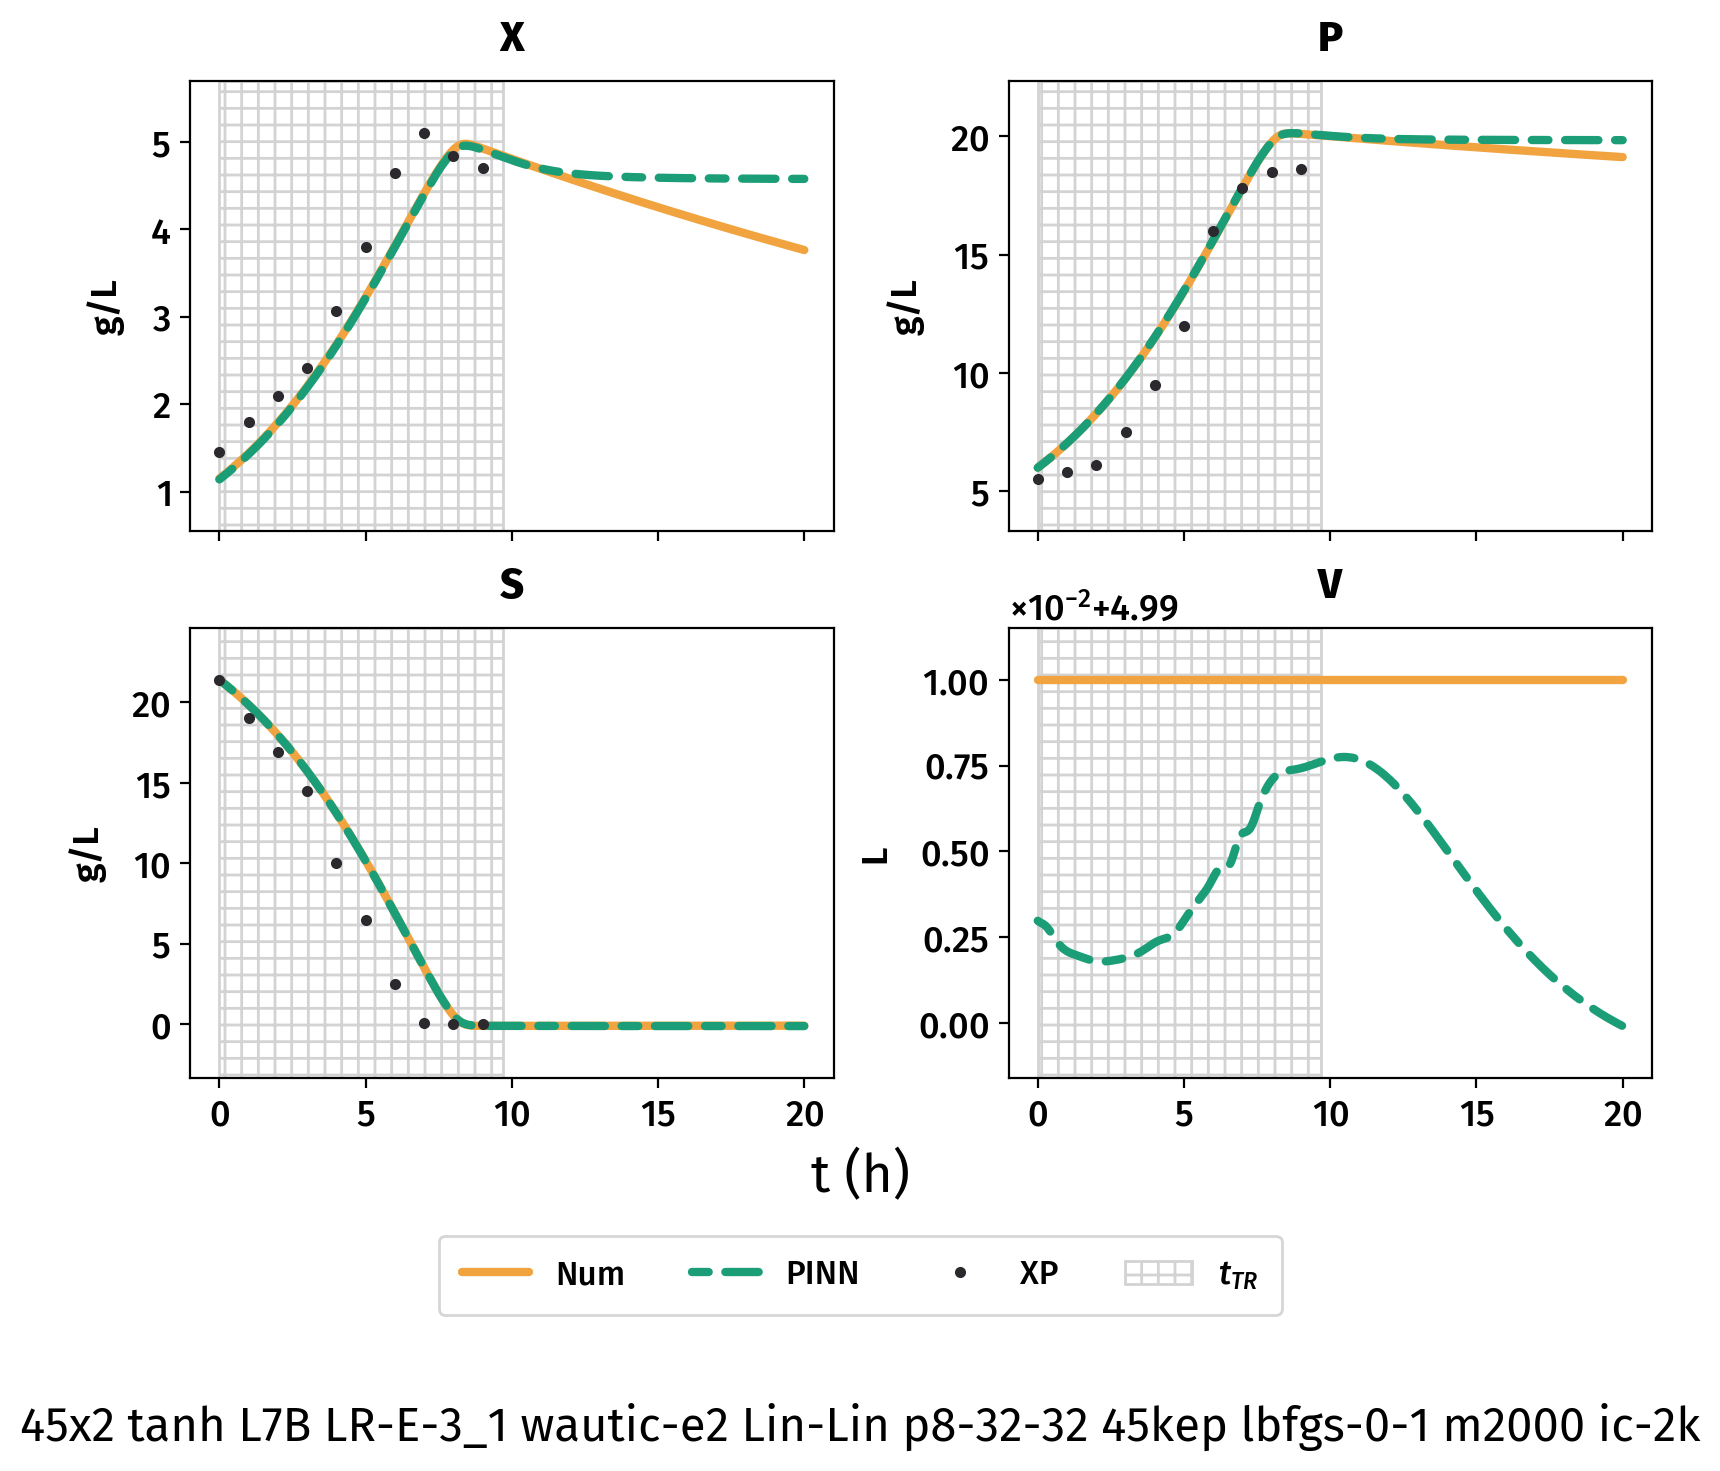 X
P
5
4
3
2
1
g/L
20
15
10
5
g/L
S
V
×10⁻²+4.99
20
15
10
5
0
g/L
1.00
0.75
0.50
0.25
0.00
L
0 5 10 15 20
0 5 10 15 20
t (h)
Num PINN XP t_TR
45x2 tanh L7B LR-E-3_1 wautic-e2 Lin-Lin p8-32-32 45kep lbfgs-0-1 m2000 ic-2k